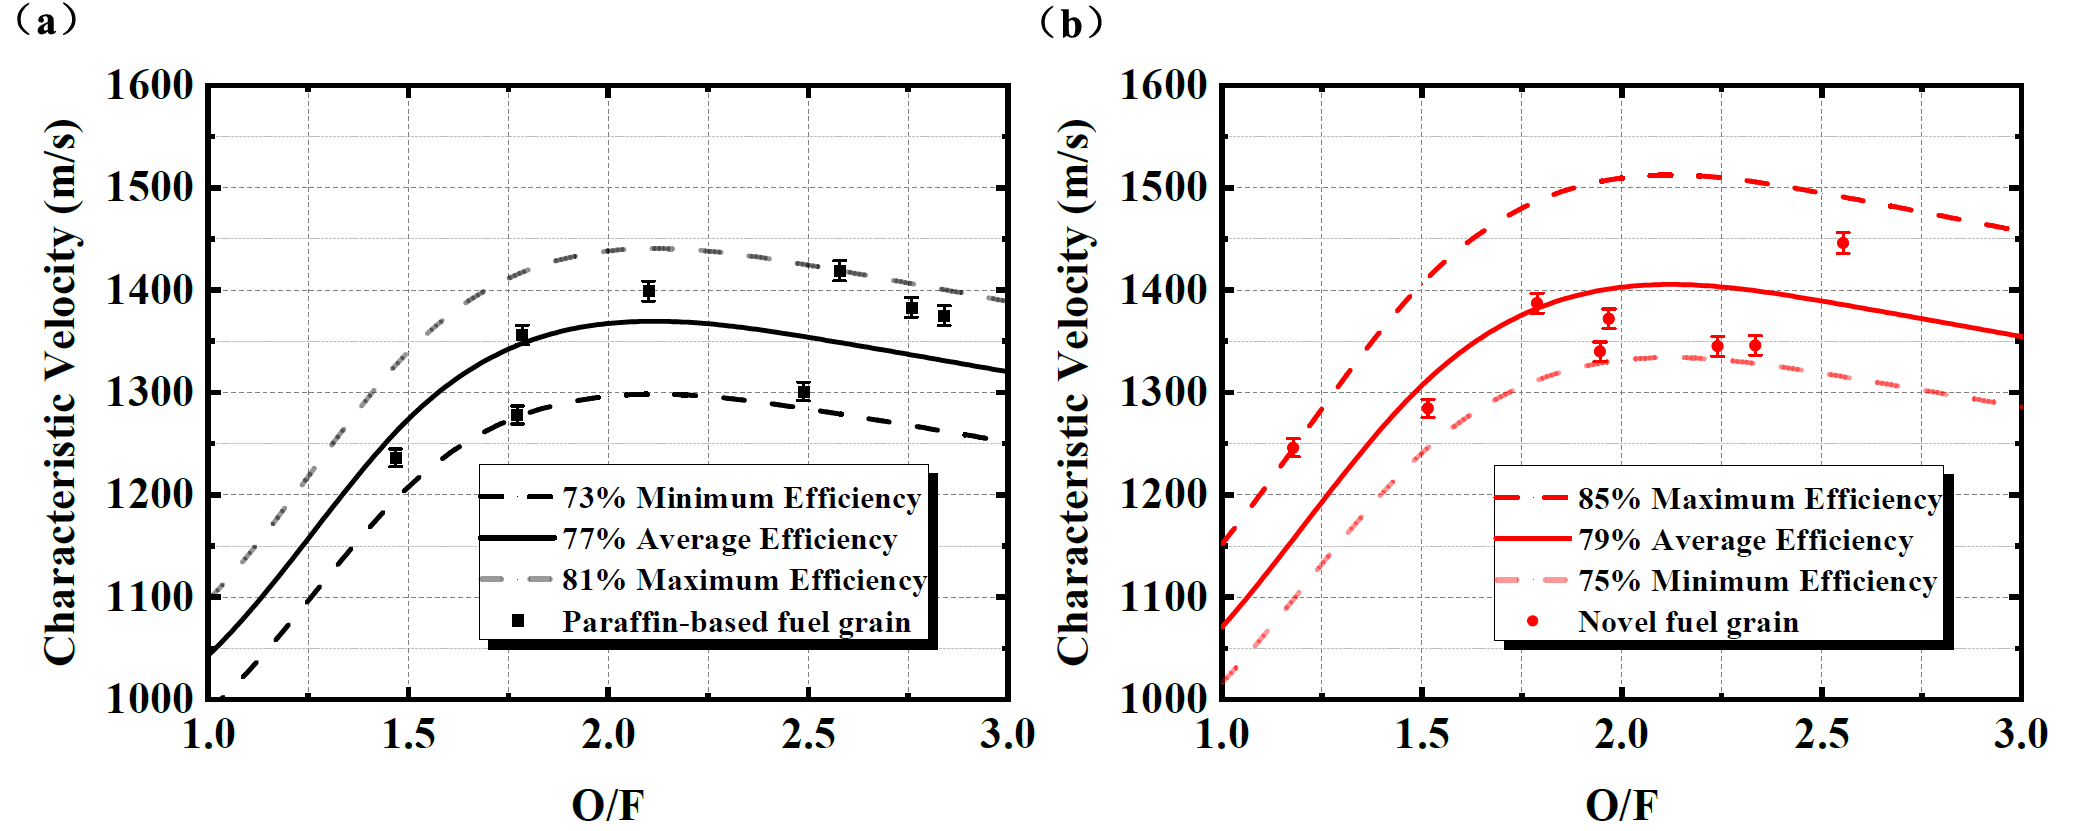 (a)
1600
1500
1400
1300
1200
1100
1000
Characteristic Velocity (m/s)
73% Minimum Efficiency
77% Average Efficiency
81% Maximum Efficiency
Paraffin-based fuel grain
1.0 1.5 2.0 2.5 3.0
O/F
(b)
1600
1500
1400
1300
1200
1100
1000
Characteristic Velocity (m/s)
85% Maximum Efficiency
79% Average Efficiency
75% Minimum Efficiency
Novel fuel grain
1.0 1.5 2.0 2.5 3.0
O/F